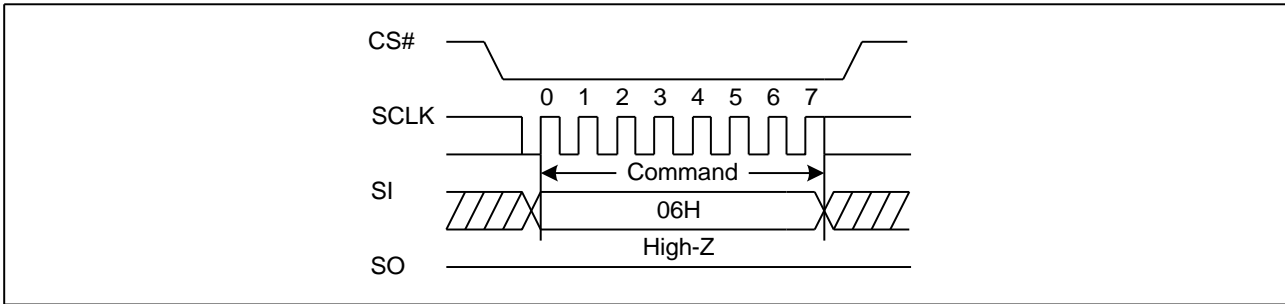 CS#
0 1 2 3 4 5 6 7
SCLK
Command
SI
06H
High-Z
SO